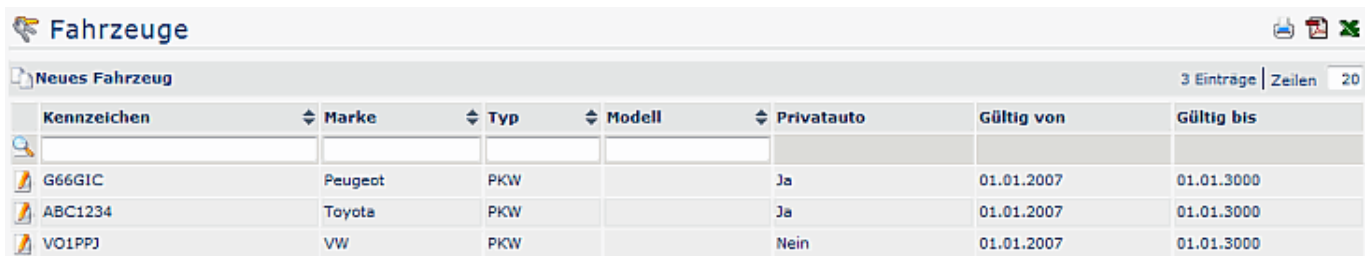 Fahrzeuge
Neues Fahrzeug 3 Einträge Zeilen 20
Kennzeichen Marke Typ Modell Privatauto Gültig von Gültig bis
G66GIC Peugeot PKW Ja 01.01.2007 01.01.3000
ABC1234 Toyota PKW Ja 01.01.2007 01.01.3000
VO1PPJ VW PKW Nein 01.01.2007 01.01.3000